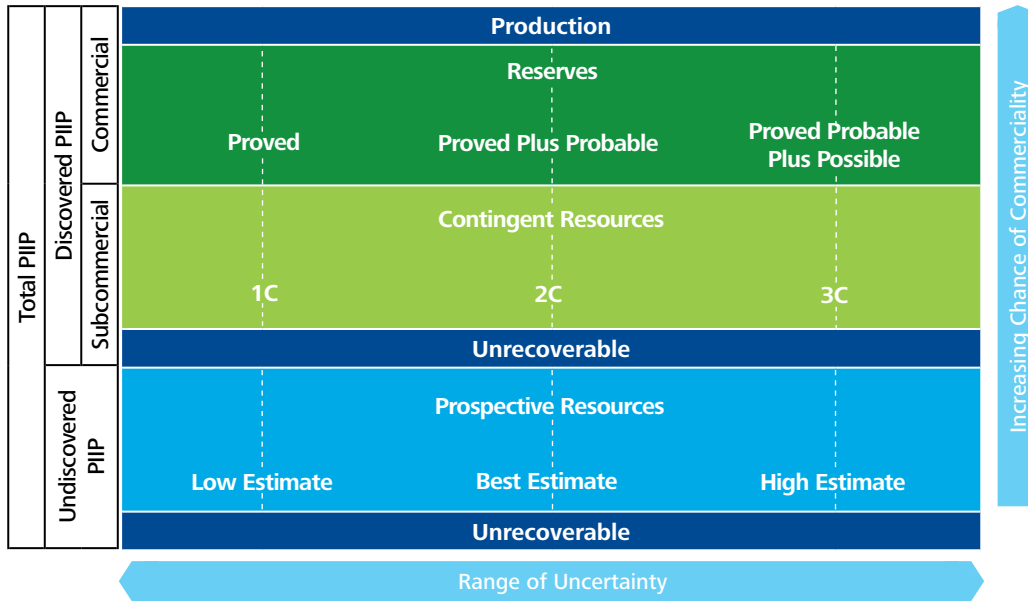 Total PIIP
Discovered PIIP
Undiscovered
PIIP
Commercial
Subcommercial
Production
Reserves
Proved
Proved Plus Probable
Proved Probable
Plus Possible
Contingent Resources
1C
2C
3C
Unrecoverable
Prospective Resources
Low Estimate
Best Estimate
High Estimate
Unrecoverable
Range of Uncertainty
Increasing Chance of Commerciality